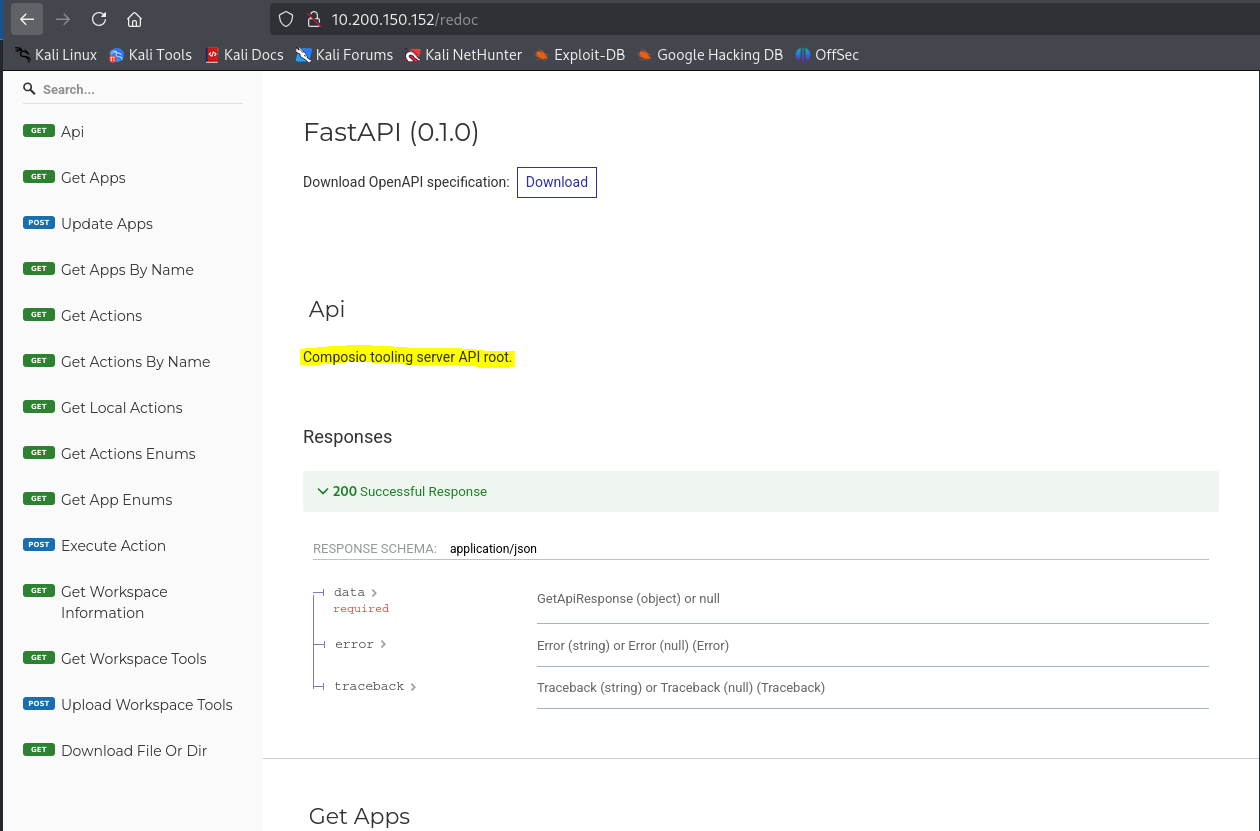 10.200.150.152/redoc
Kali Linux Kali Tools Kali Docs Kali Forums Kali NetHunter Exploit-DB Google Hacking DB OffSec
Search...
GET Api
GET Get Apps
POST Update Apps
GET Get Apps By Name
GET Get Actions
GET Get Actions By Name
GET Get Local Actions
GET Get Actions Enums
GET Get App Enums
POST Execute Action
GET Get Workspace
Information
GET Get Workspace Tools
POST Upload Workspace Tools
GET Download File Or Dir
FastAPI (0.1.0)
Download OpenAPI specification: Download
Api
Composio tooling server API root.
Responses
200 Successful Response
RESPONSE SCHEMA: application/json
data
required
GetApiResponse (object) or null
error Error (string) or Error (null) (Error)
traceback Traceback (string) or Traceback (null) (Traceback)
Get Apps